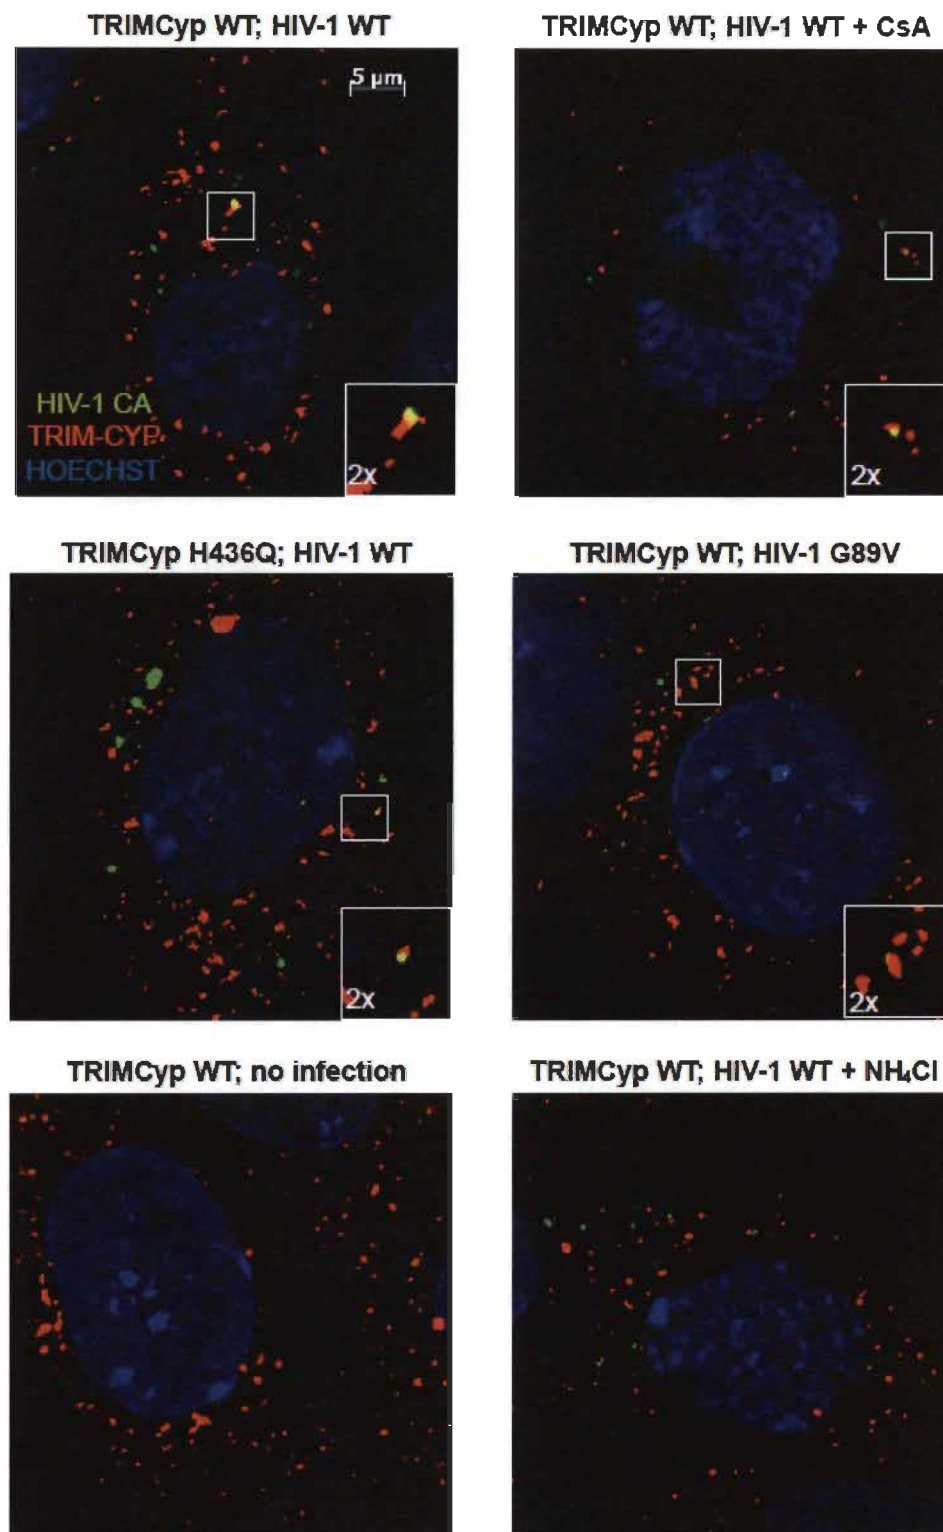 TRIMCyp WT; HIV-1 WT
TRIMCyp WT; HIV-1 WT + CsA
5 µm
HIV-1 CA
TRIM-CYP
HOECHST
2x
2x
TRIMCyp H436Q; HIV-1 WT
TRIMCyp WT; HIV-1 G89V
2x
2x
TRIMCyp WT; no infection
TRIMCyp WT; HIV-1 WT + NH₄Cl